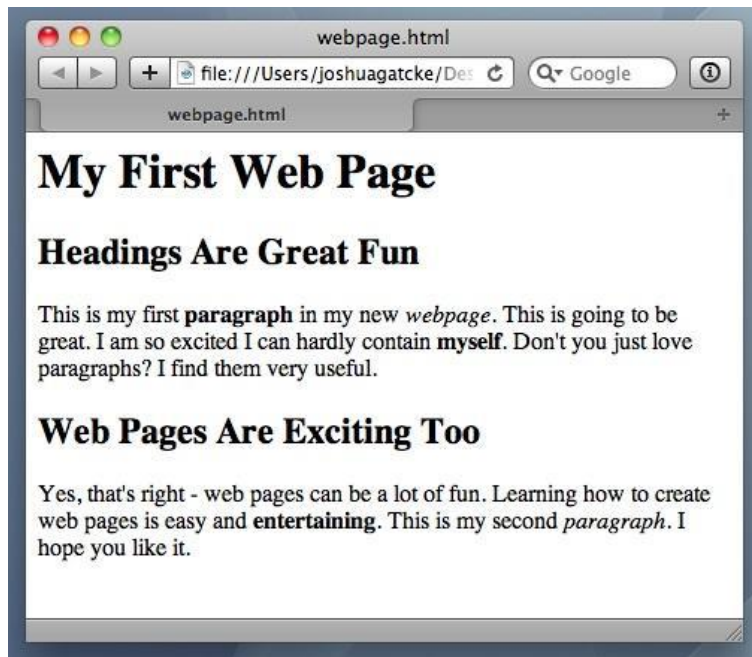 webpage.html
+ file:///Users/joshuagatcke/Des Google
webpage.html +
My First Web Page
Headings Are Great Fun
This is my first paragraph in my new webpage. This is going to be
great. I am so excited I can hardly contain myself. Don't you just love
paragraphs? I find them very useful.
Web Pages Are Exciting Too
Yes, that's right - web pages can be a lot of fun. Learning how to create
web pages is easy and entertaining. This is my second paragraph. I
hope you like it.